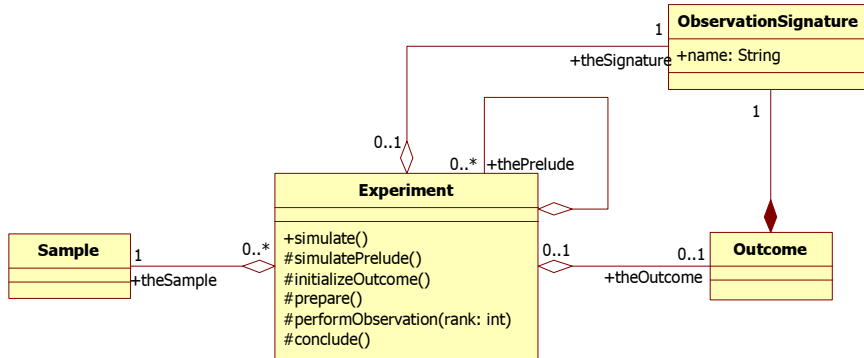 ObservationSignature
+name: String
1
+theSignature
1
0..1
0..* +thePrelude
Experiment
+simulate()
#simulatePrelude()
#initializeOutcome()
#prepare()
#performObservation(rank: int)
#conclude()
Sample
1
0..*
+theSample
0..1
0..1
+theOutcome
Outcome